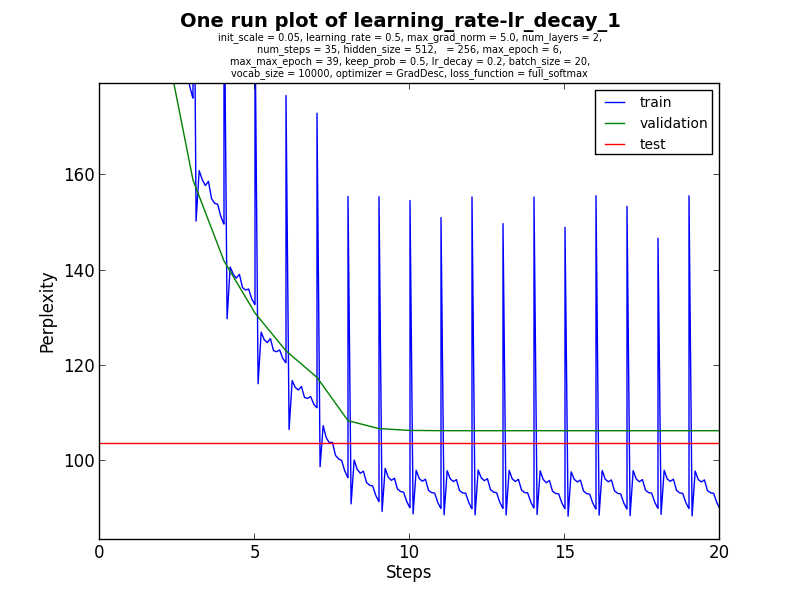 One run plot of learning_rate-lr_decay_1
init_scale = 0.05, learning_rate = 0.5, max_grad_norm = 5.0, num_layers = 2,
num_steps = 35, hidden_size = 512,   = 256, max_epoch = 6,
max_max_epoch = 39, keep_prob = 0.5, lr_decay = 0.2, batch_size = 20,
vocab_size = 10000, optimizer = GradDesc, loss_function = full_softmax
train
validation
test
160
140
120
100
Perplexity
0 5 10 15 20
Steps